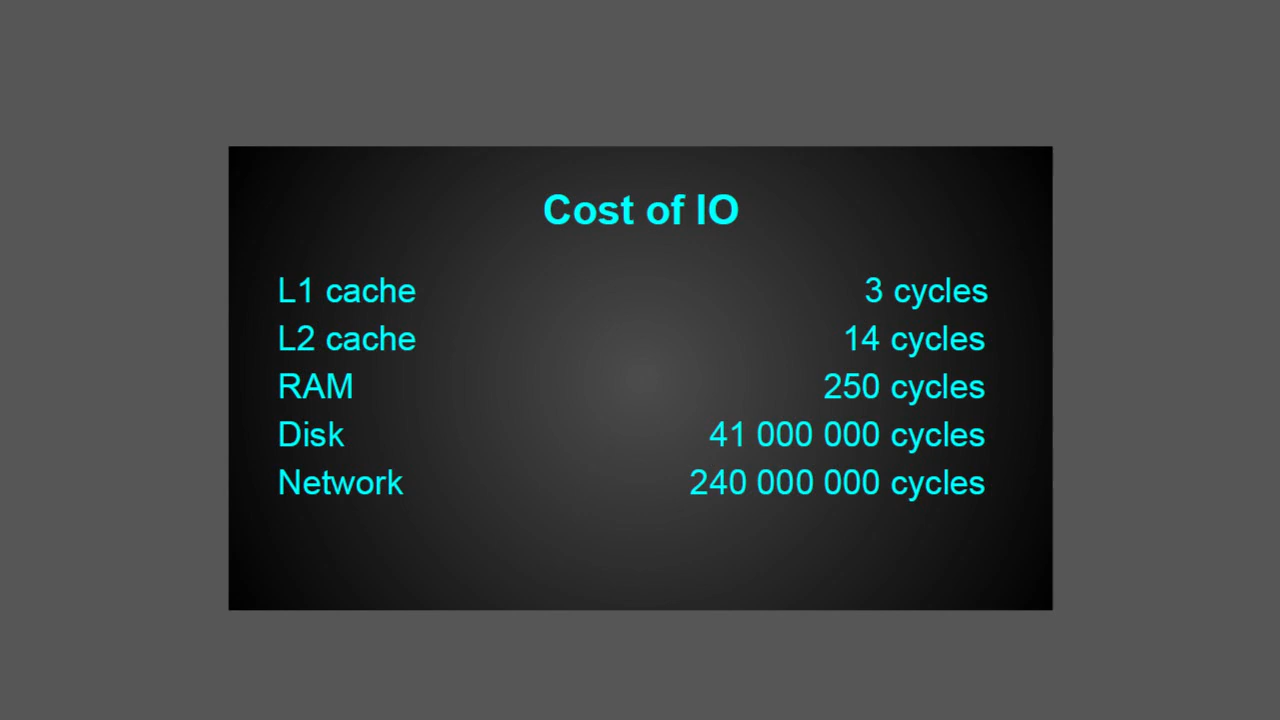 Cost of IO
L1 cache 3 cycles
L2 cache 14 cycles
RAM 250 cycles
Disk 41 000 000 cycles
Network 240 000 000 cycles